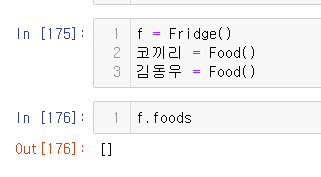 In [175]:
1 f = Fridge()
2 코끼리 = Food()
3 김동우 = Food()
In [176]:
1 f.foods
Out[176]: []